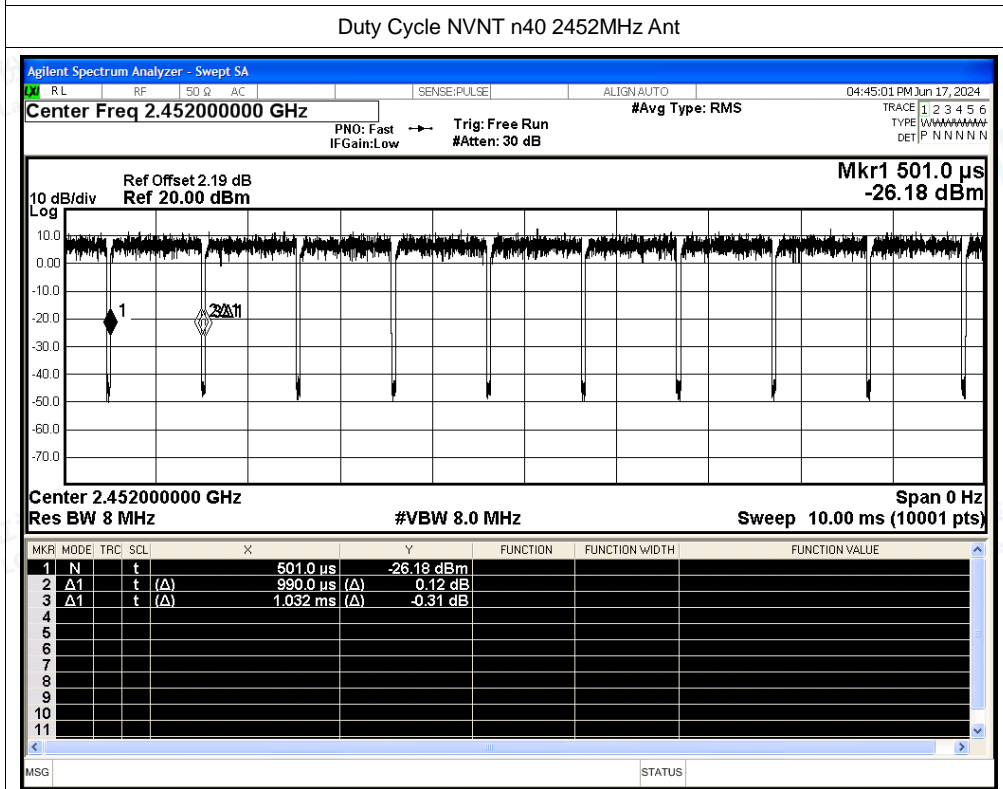 Duty Cycle NVNT n40 2452MHz Ant
Agilent Spectrum Analyzer - Swept SA
LXI RL RF 50 Ω AC SENSE:PULSE ALIGN AUTO 04:45:01 PM Jun 17, 2024
Center Freq 2.452000000 GHz #Avg Type: RMS TRACE 1 2 3 4 5 6
PNO: Fast Trig: Free Run TYPE WWWWWW
IFGain:Low #Atten: 30 dB DET P N N N N N
Mkr1 501.0 µs
Ref Offset 2.19 dB
10 dB/div Ref 20.00 dBm -26.18 dBm
Log
10.0
0.00
-10.0
1 2Δ1
-20.0
-30.0
-40.0
-50.0
-60.0
-70.0
Center 2.452000000 GHz Span 0 Hz
Res BW 8 MHz #VBW 8.0 MHz Sweep 10.00 ms (10001 pts)
MKR MODE TRC SCL X Y FUNCTION FUNCTION WIDTH FUNCTION VALUE
1 N t 501.0 µs -26.18 dBm
2 Δ1 t (Δ) 990.0 µs (Δ) 0.12 dB
3 Δ1 t (Δ) 1.032 ms (Δ) -0.31 dB
4
5
6
7
8
9
10
11
MSG STATUS